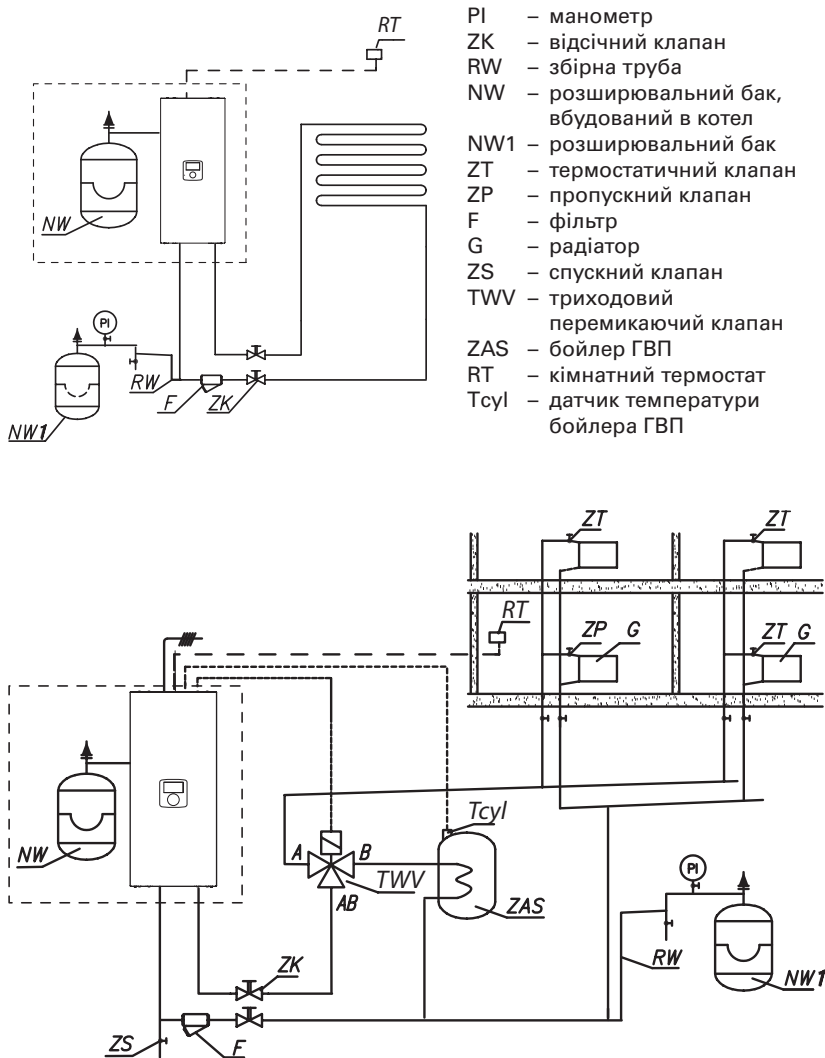 RT
NW
PI
RW
F
ZK
NW1
PI – манометр
ZK – відсічний клапан
RW – збірна труба
NW – розширювальний бак,
вбудований в котел
NW1 – розширювальний бак
ZT – термостатичний клапан
ZP – пропускний клапан
F – фільтр
G – радіатор
ZS – спускний клапан
TWV – триходовий
перемикаючий клапан
ZAS – бойлер ГВП
RT – кімнатний термостат
Tcyl – датчик температури
бойлера ГВП
ZT
ZT
RT
ZP
G
ZT
G
NW
Tcyl
A
B
TWV
AB
ZAS
PI
ZK
RW
NW1
ZS
F